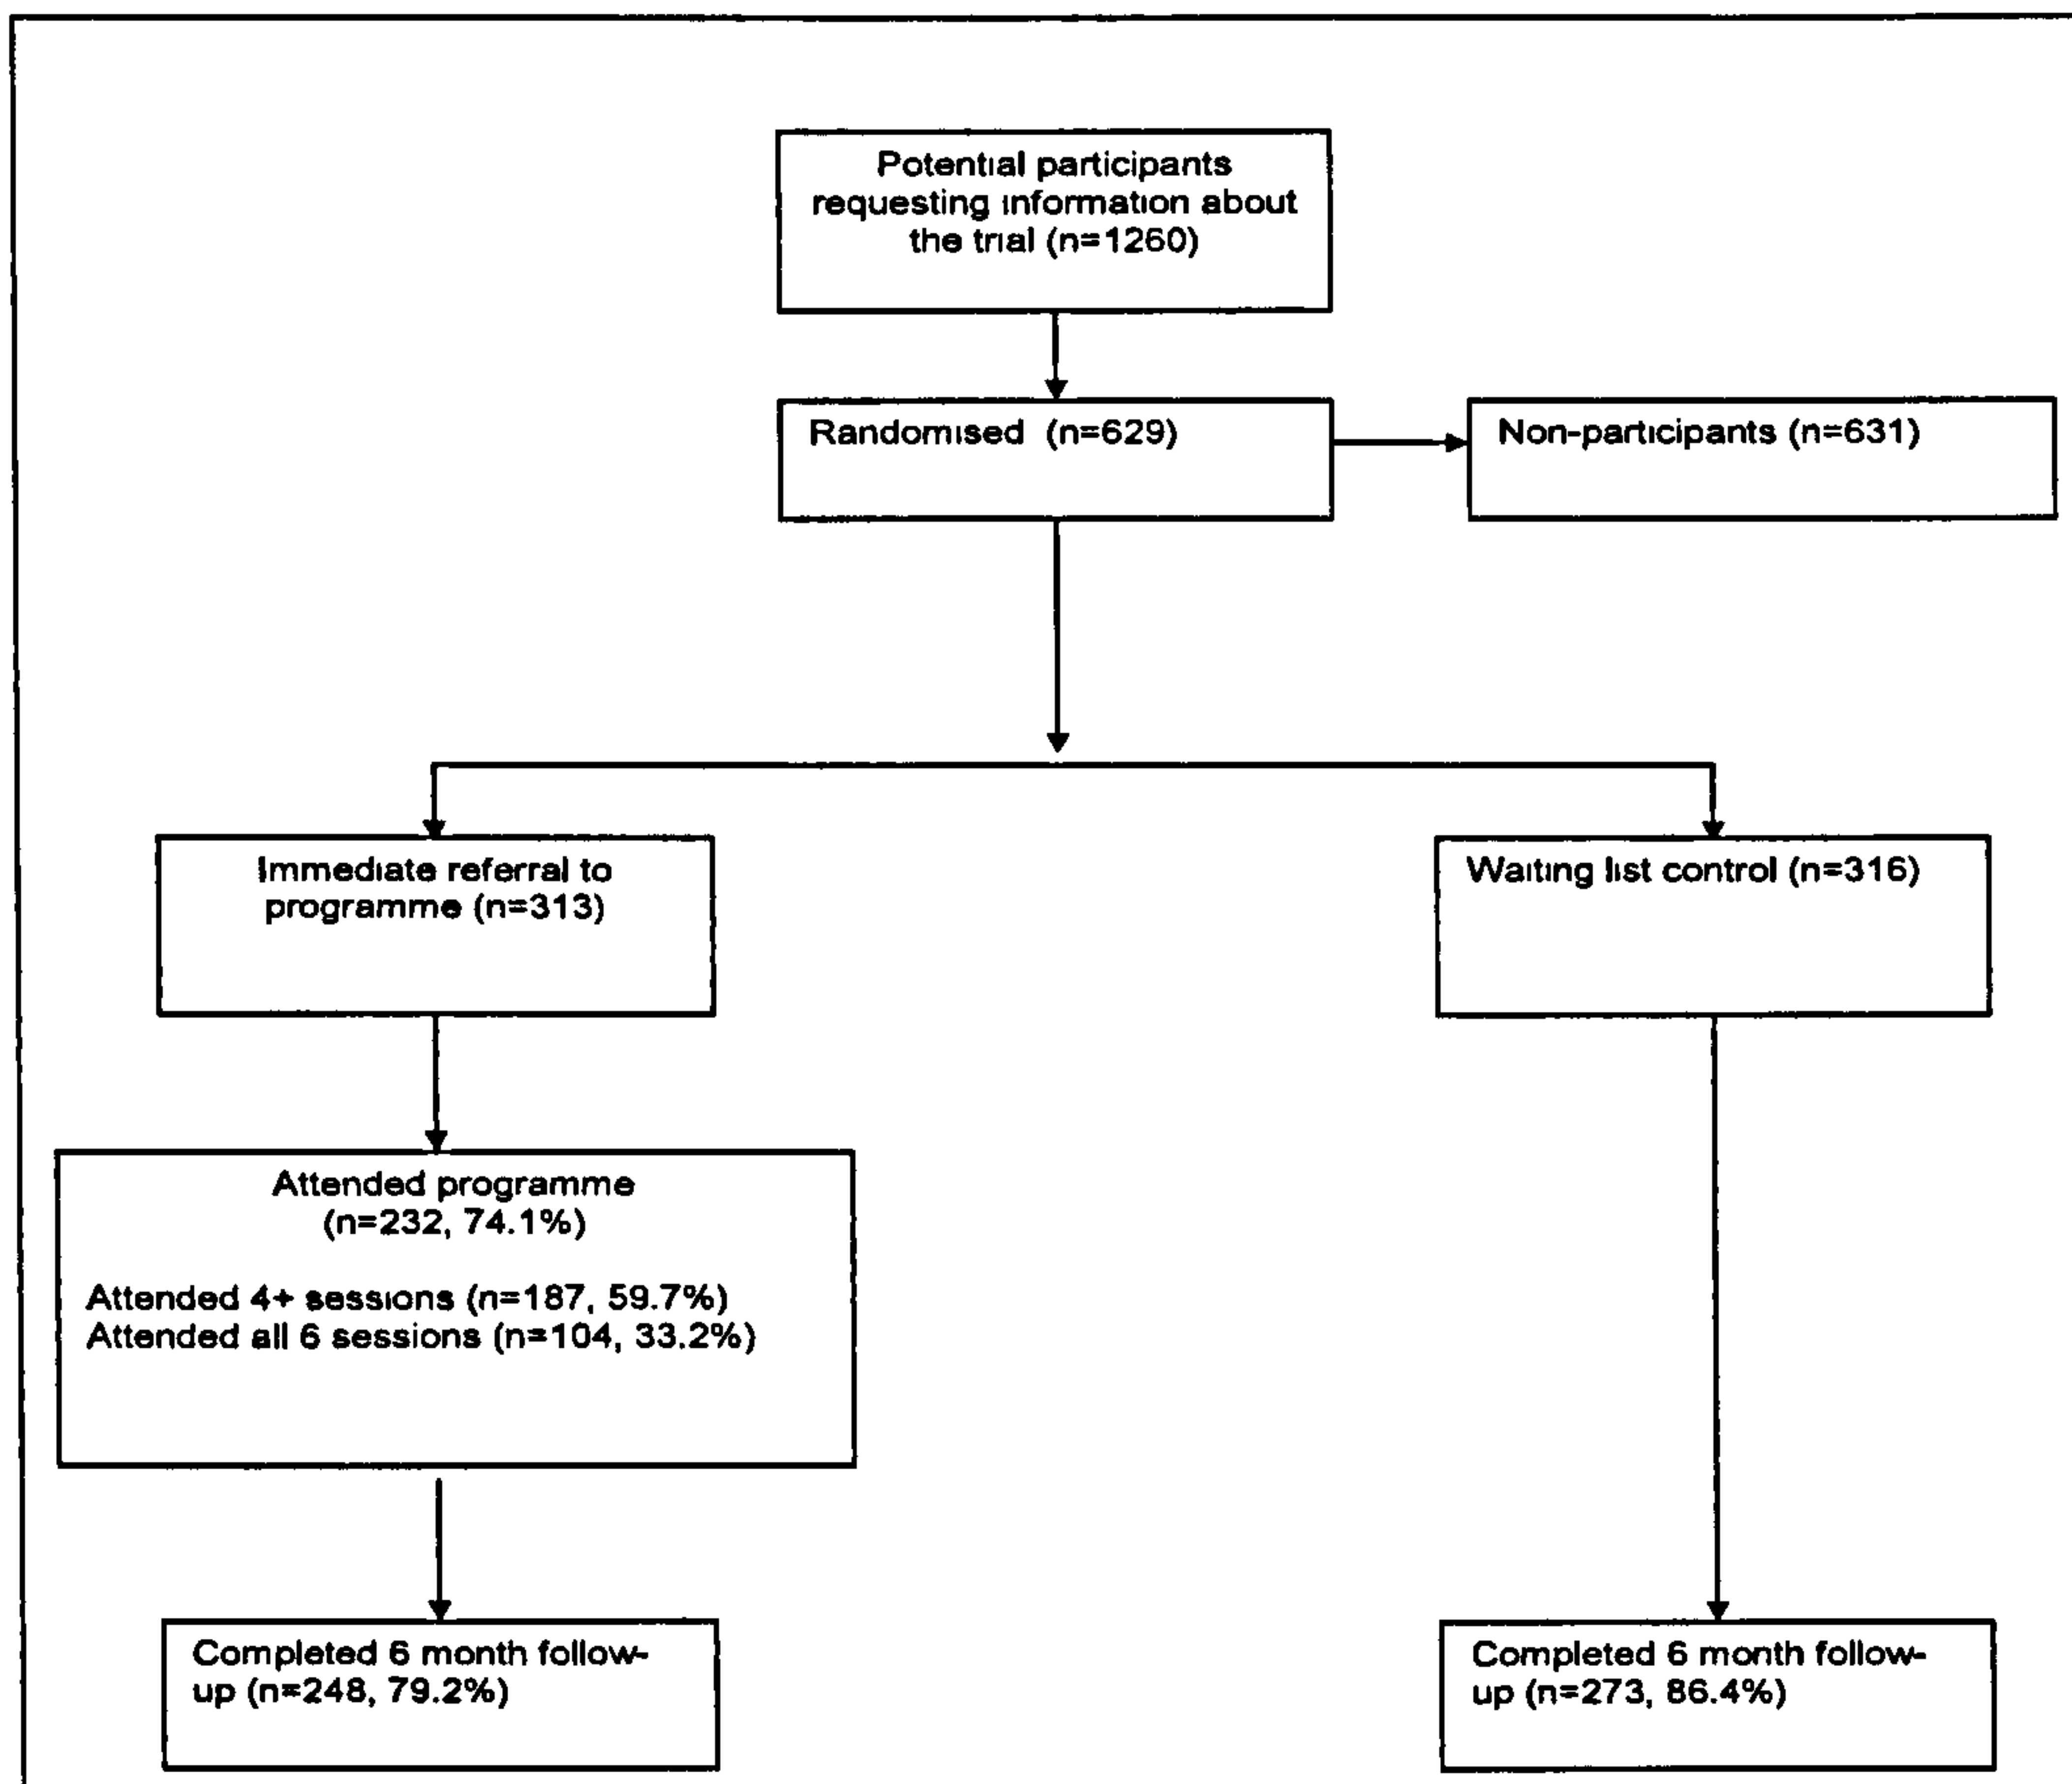 Potential participants
requesting information about
the trial (n=1260)
Randomised (n=629)
Non-participants (n=631)
Immediate referral to
programme (n=313)
Waiting list control (n=316)
Attended programme
(n=232, 74.1%)
Attended 4+ sessions (n=187, 59.7%)
Attended all 6 sessions (n=104, 33.2%)
Completed 6 month follow-
up (n=248, 79.2%)
Completed 6 month follow-
up (n=273, 86.4%)